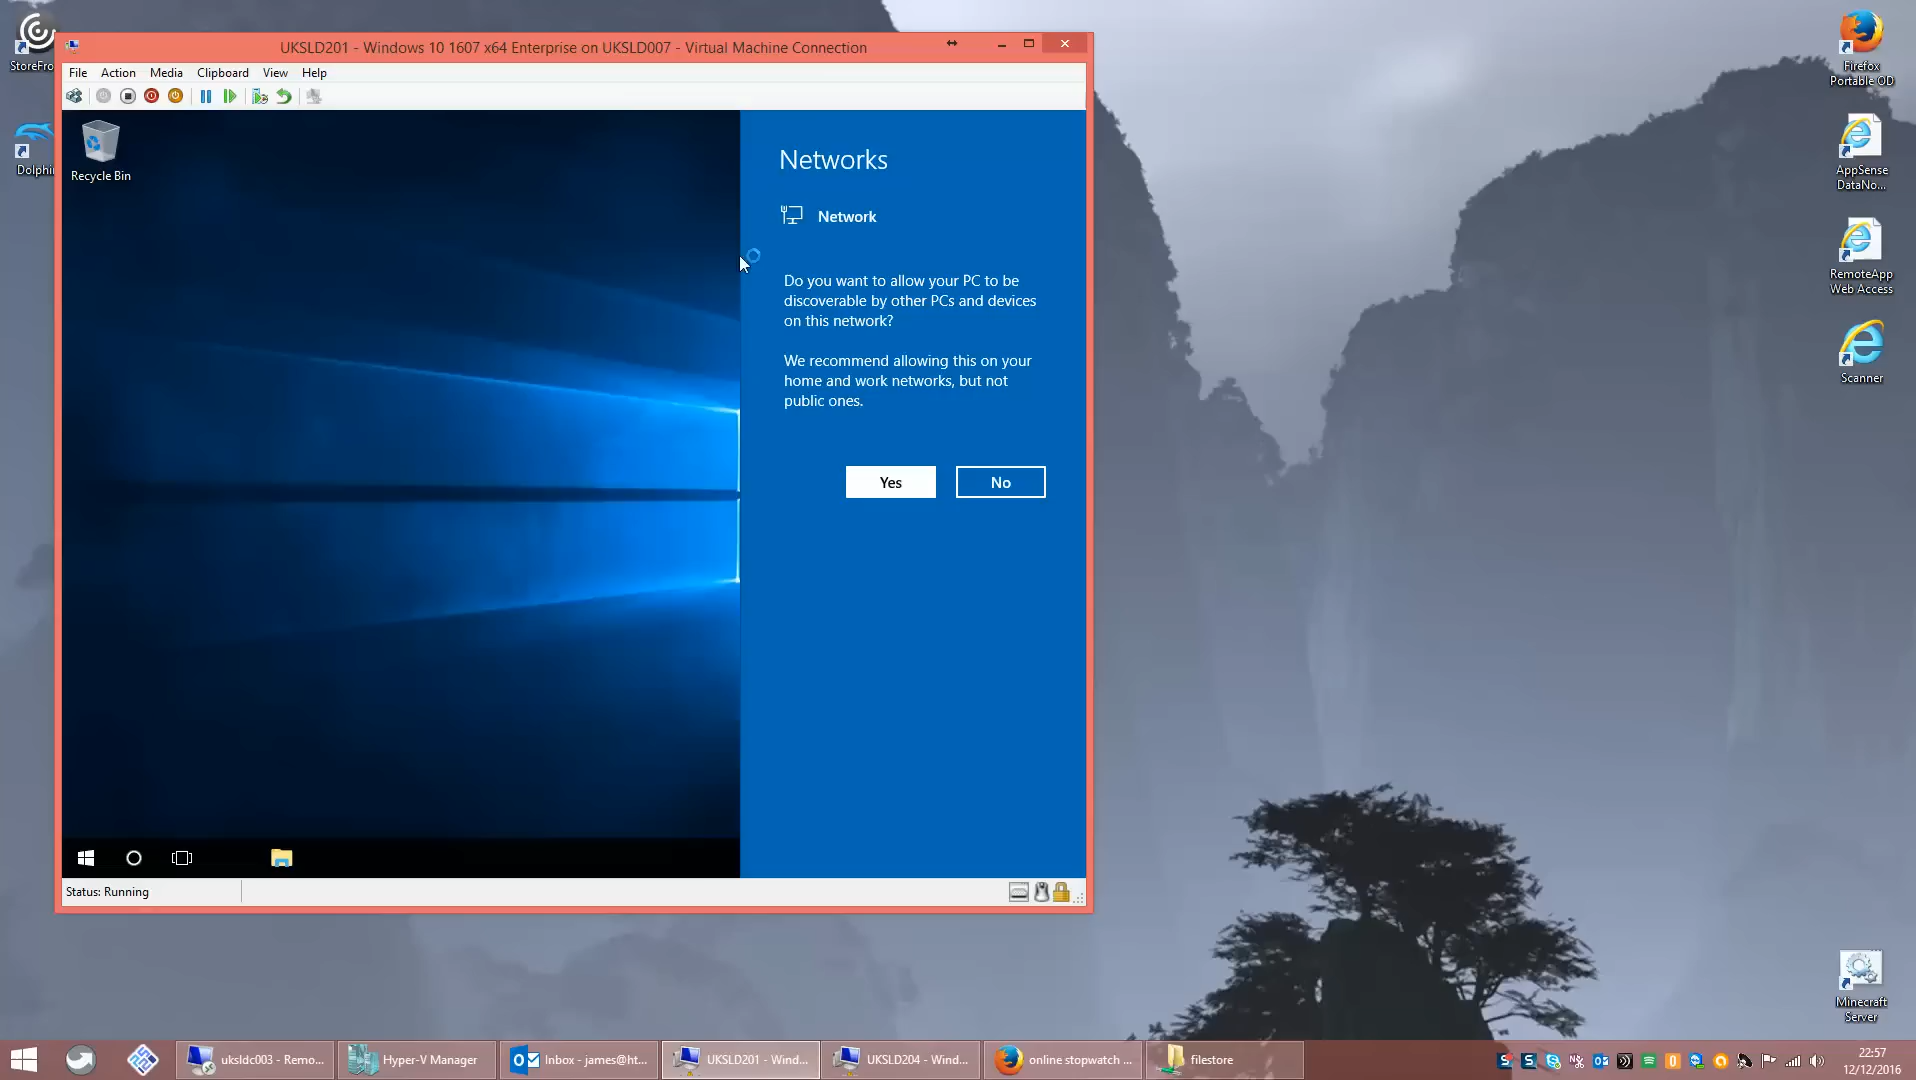 UKSLD201 - Windows 10 1607 x64 Enterprise on UKSLD007 - Virtual Machine Connection
File Action Media Clipboard View Help
StoreFro
Dolphi
Recycle Bin
Networks
Network
Do you want to allow your PC to be
discoverable by other PCs and devices
on this network?
We recommend allowing this on your
home and work networks, but not
public ones.
Yes No
Status: Running
Firefox
Portable OD
AppSense
DataNo...
RemoteApp
Web Access
Scanner
Minecraft
Server
uksldc003 - Remo...
Hyper-V Manager
Inbox - james@ht...
UKSLD201 - Wind...
UKSLD204 - Wind...
online stopwatch ...
filestore
22:57
12/12/2016